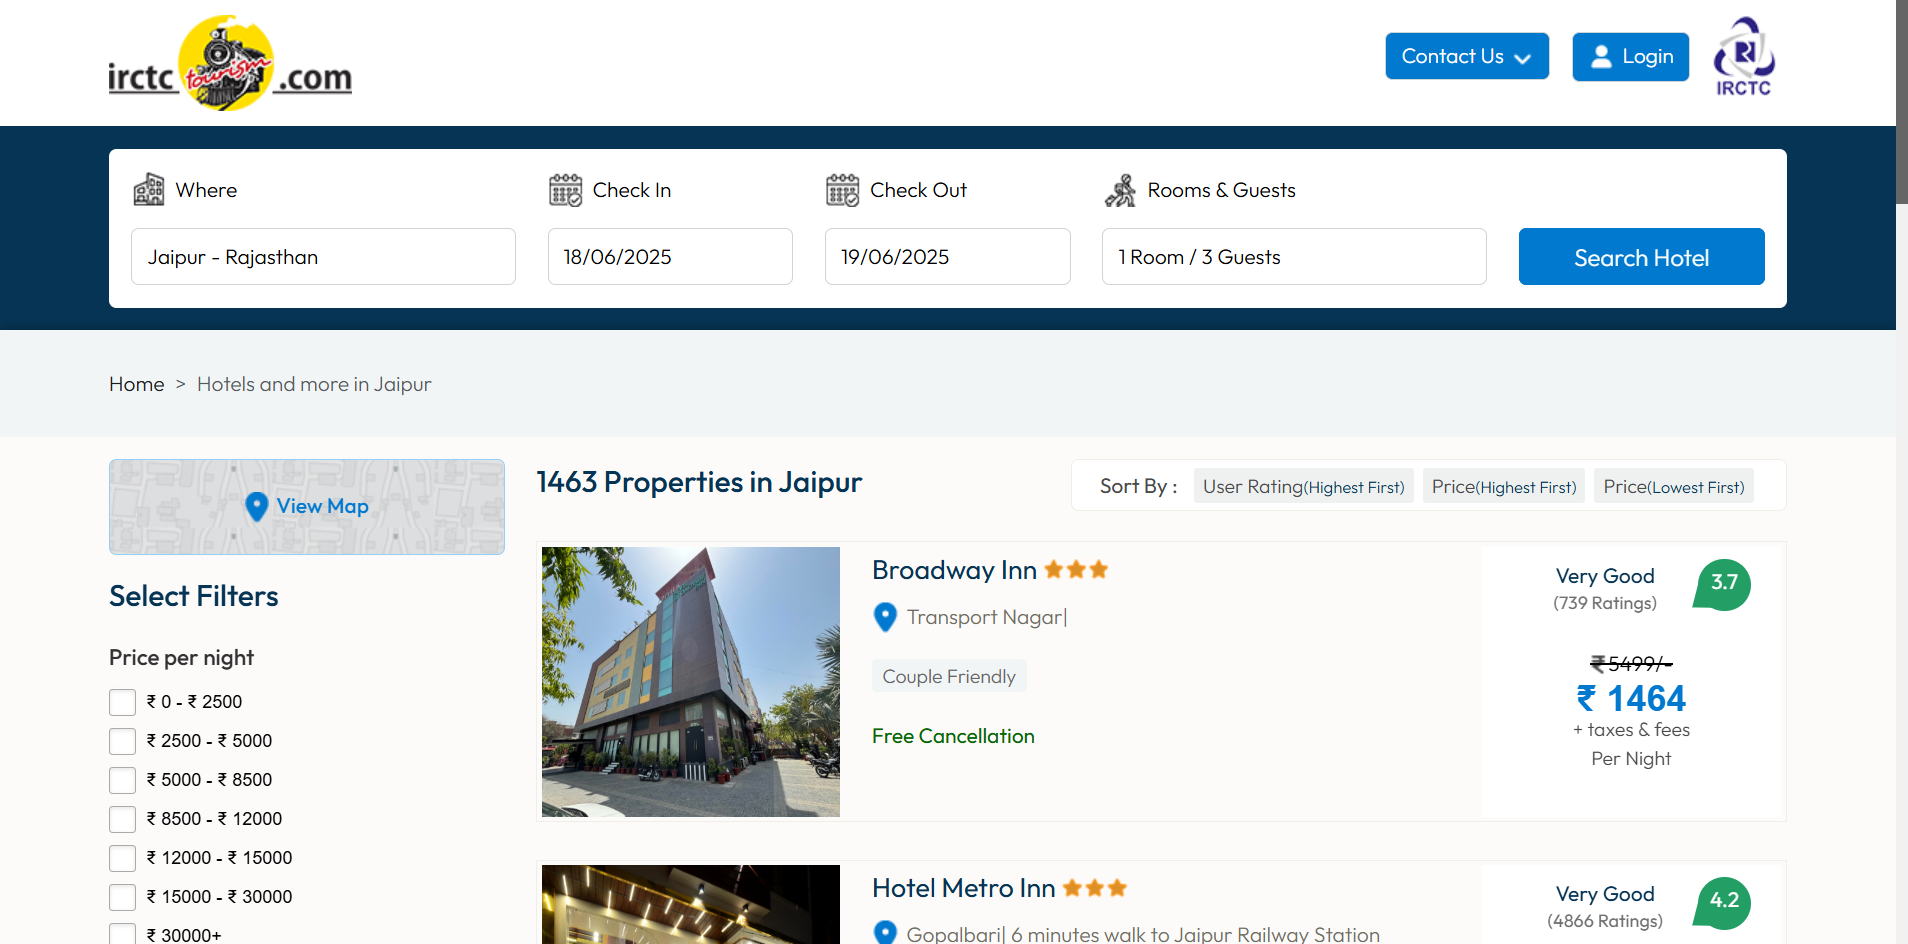 irctc tourism .com
Contact Us
Login
IRCTC
Where
Check In
Check Out
Rooms & Guests
Jaipur - Rajasthan
18/06/2025
19/06/2025
1 Room / 3 Guests
Search Hotel
Home > Hotels and more in Jaipur
View Map
1463 Properties in Jaipur
Sort By :
User Rating(Highest First)
Price(Highest First)
Price(Lowest First)
Select Filters
Price per night
₹ 0 - ₹ 2500
₹ 2500 - ₹ 5000
₹ 5000 - ₹ 8500
₹ 8500 - ₹ 12000
₹ 12000 - ₹ 15000
₹ 15000 - ₹ 30000
₹ 30000+
Broadway Inn
Transport Nagar|
Couple Friendly
Free Cancellation
Very Good
(739 Ratings)
3.7
₹ 5499/-
₹ 1464
+ taxes & fees
Per Night
Hotel Metro Inn
Gopalbari| 6 minutes walk to Jaipur Railway Station
Very Good
(4866 Ratings)
4.2